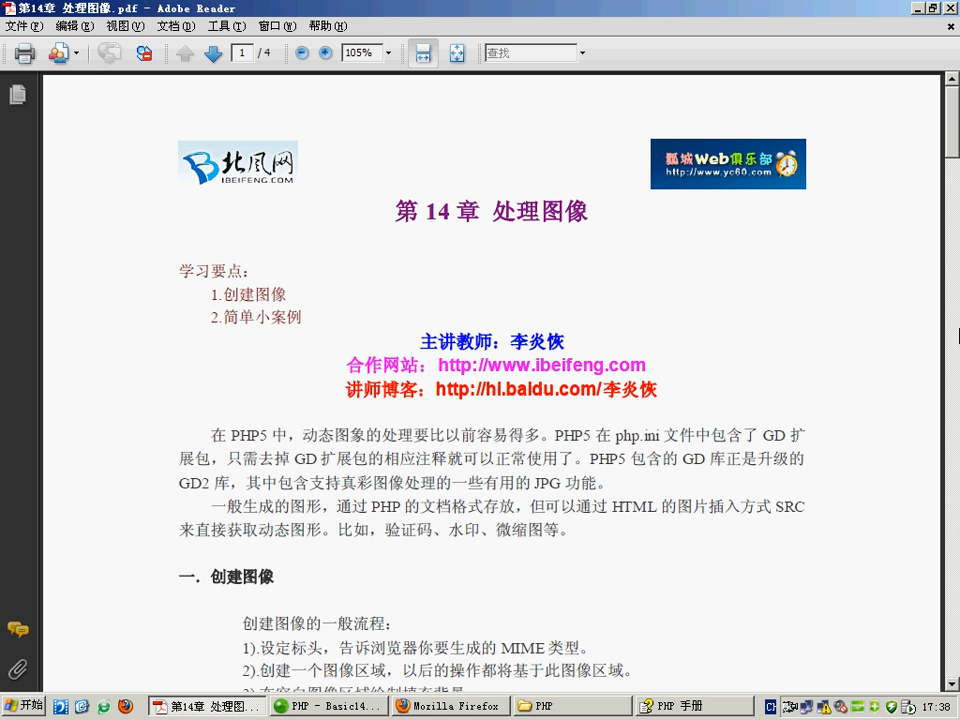 第14章 处理图像.pdf - Adobe Reader
文件(F) 编辑(E) 视图(V) 文档(D) 工具(T) 窗口(W) 帮助(H)
1 / 4 105% 查找
北风网
IBEIFENG.COM
瓢城Web俱乐部
http://www.yc60.com
第 14 章 处理图像
学习要点：
1.创建图像
2.简单小案例
主讲教师：李炎恢
合作网站：http://www.ibeifeng.com
讲师博客：http://hi.baidu.com/李炎恢
在 PHP5 中，动态图象的处理要比以前容易得多。PHP5 在 php.ini 文件中包含了 GD 扩
展包，只需去掉 GD 扩展包的相应注释就可以正常使用了。PHP5 包含的 GD 库正是升级的
GD2 库，其中包含支持真彩图像处理的一些有用的 JPG 功能。
一般生成的图形，通过 PHP 的文档格式存放，但可以通过 HTML 的图片插入方式 SRC
来直接获取动态图形。比如，验证码、水印、微缩图等。
一．创建图像
创建图像的一般流程：
1).设定标头，告诉浏览器你要生成的 MIME 类型。
2).创建一个图像区域，以后的操作都将基于此图像区域。
3).在空白图像区域绘制填充背景
开始 第14章 处理图... PHP - Basic14... Mozilla Firefox PHP PHP 手册 CH 17:38